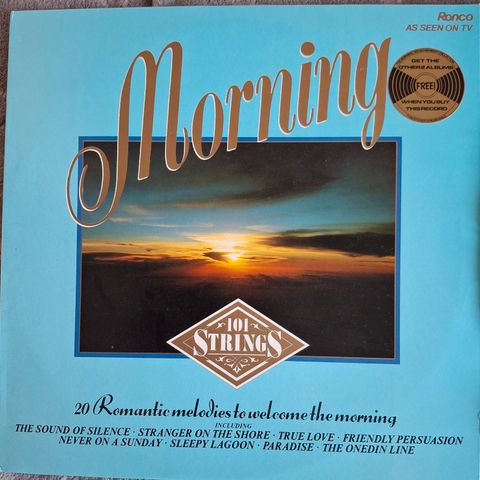 Ronco
AS SEEN ON TV
Morning
GET THE
OTHER 2 ALBUMS
FREE!
WHEN YOU BUY
THIS RECORD
101
STRINGS
20 Romantic melodies to welcome the morning
INCLUDING
THE SOUND OF SILENCE · STRANGER ON THE SHORE · TRUE LOVE · FRIENDLY PERSUASION
NEVER ON A SUNDAY · SLEEPY LAGOON · PARADISE · THE ONEDIN LINE